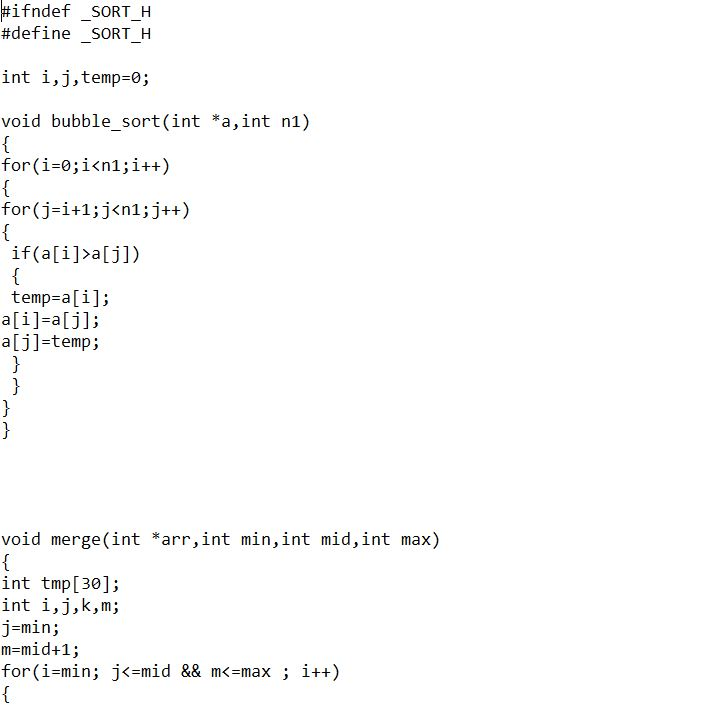 #ifndef _SORT_H
#define _SORT_H
int i,j,temp=0;
void bubble_sort(int *a,int n1)
{
for(i=0;i<n1;i++)
{
for(j=i+1;j<n1;j++)
{
 if(a[i]>a[j])
 {
 temp=a[i];
a[i]=a[j];
a[j]=temp;
 }
 }
}
}
void merge(int *arr,int min,int mid,int max)
{
int tmp[30];
int i,j,k,m;
j=min;
m=mid+1;
for(i=min; j<=mid && m<=max ; i++)
{